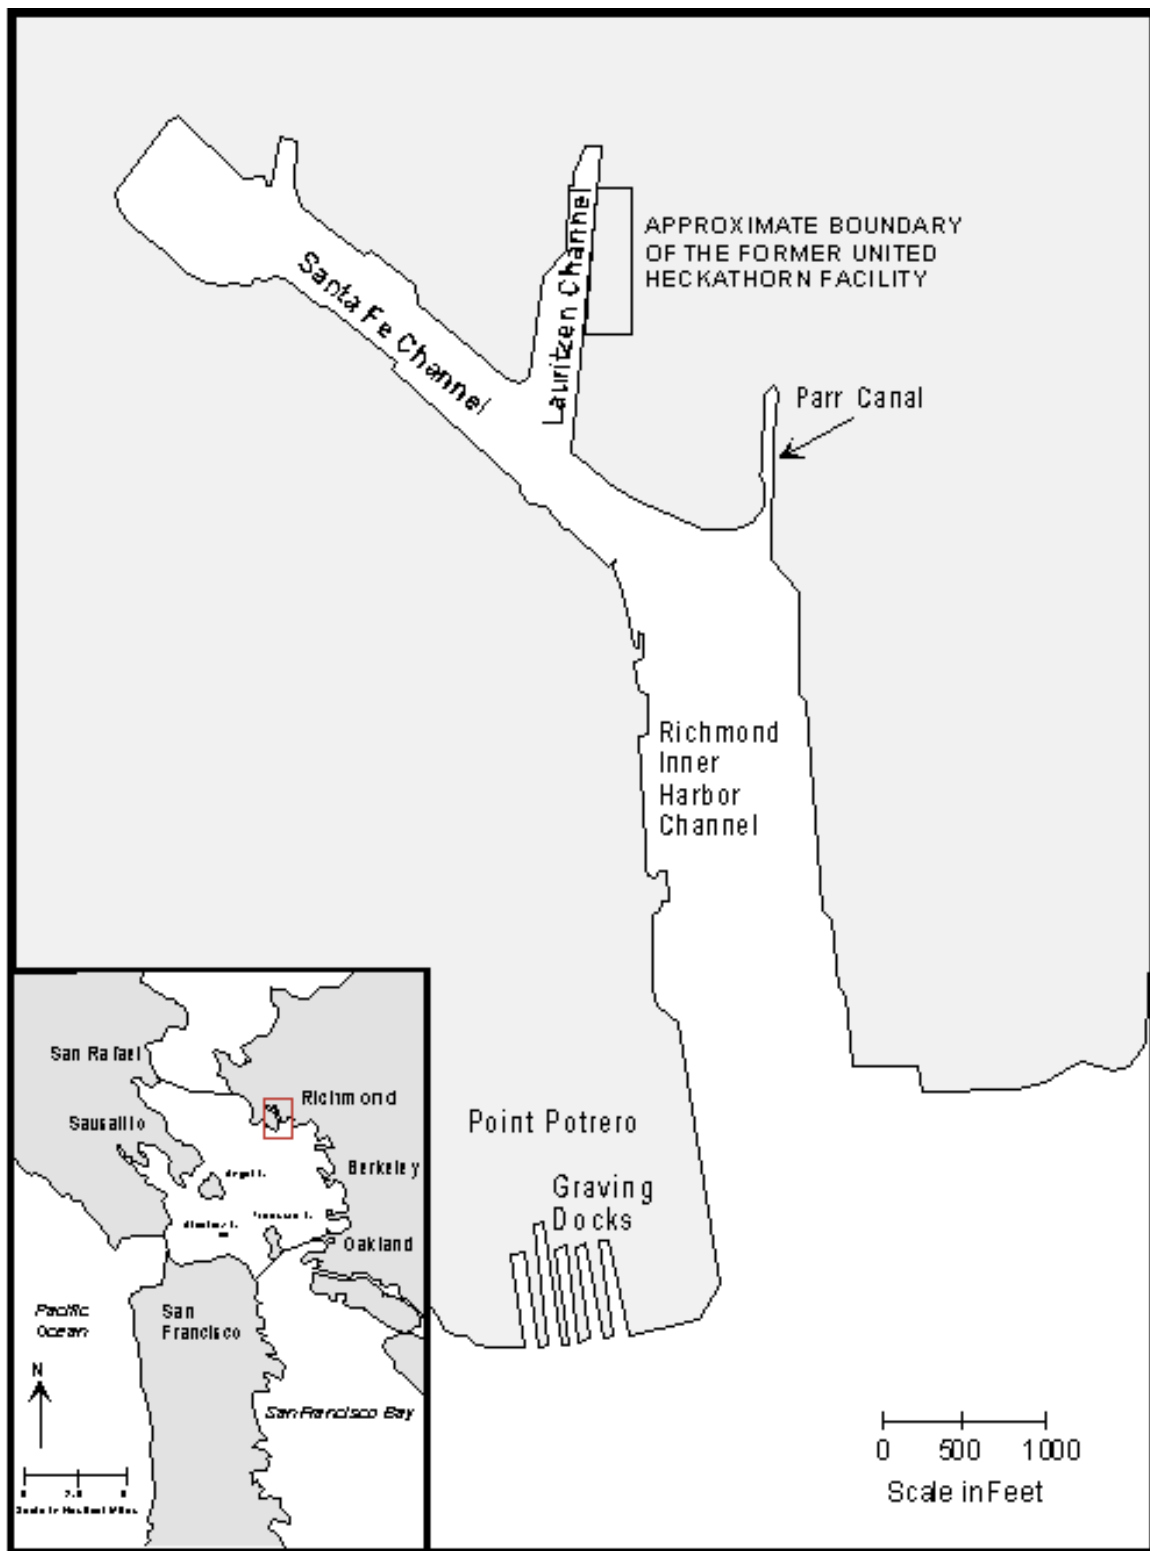 Santa Fe Channel
Lauritzen Channel
APPROXIMATE BOUNDARY
OF THE FORMER UNITED
HECKATHORN FACILITY
Parr Canal
Richmond
Inner
Harbor
Channel
Point Potrero
Graving
Docks
0 500 1000
Scale in Feet
San Rafael
Richmond
Sausalito
Berkeley
Oakland
Pacific
Ocean
San
Francisco
N
San Francisco Bay